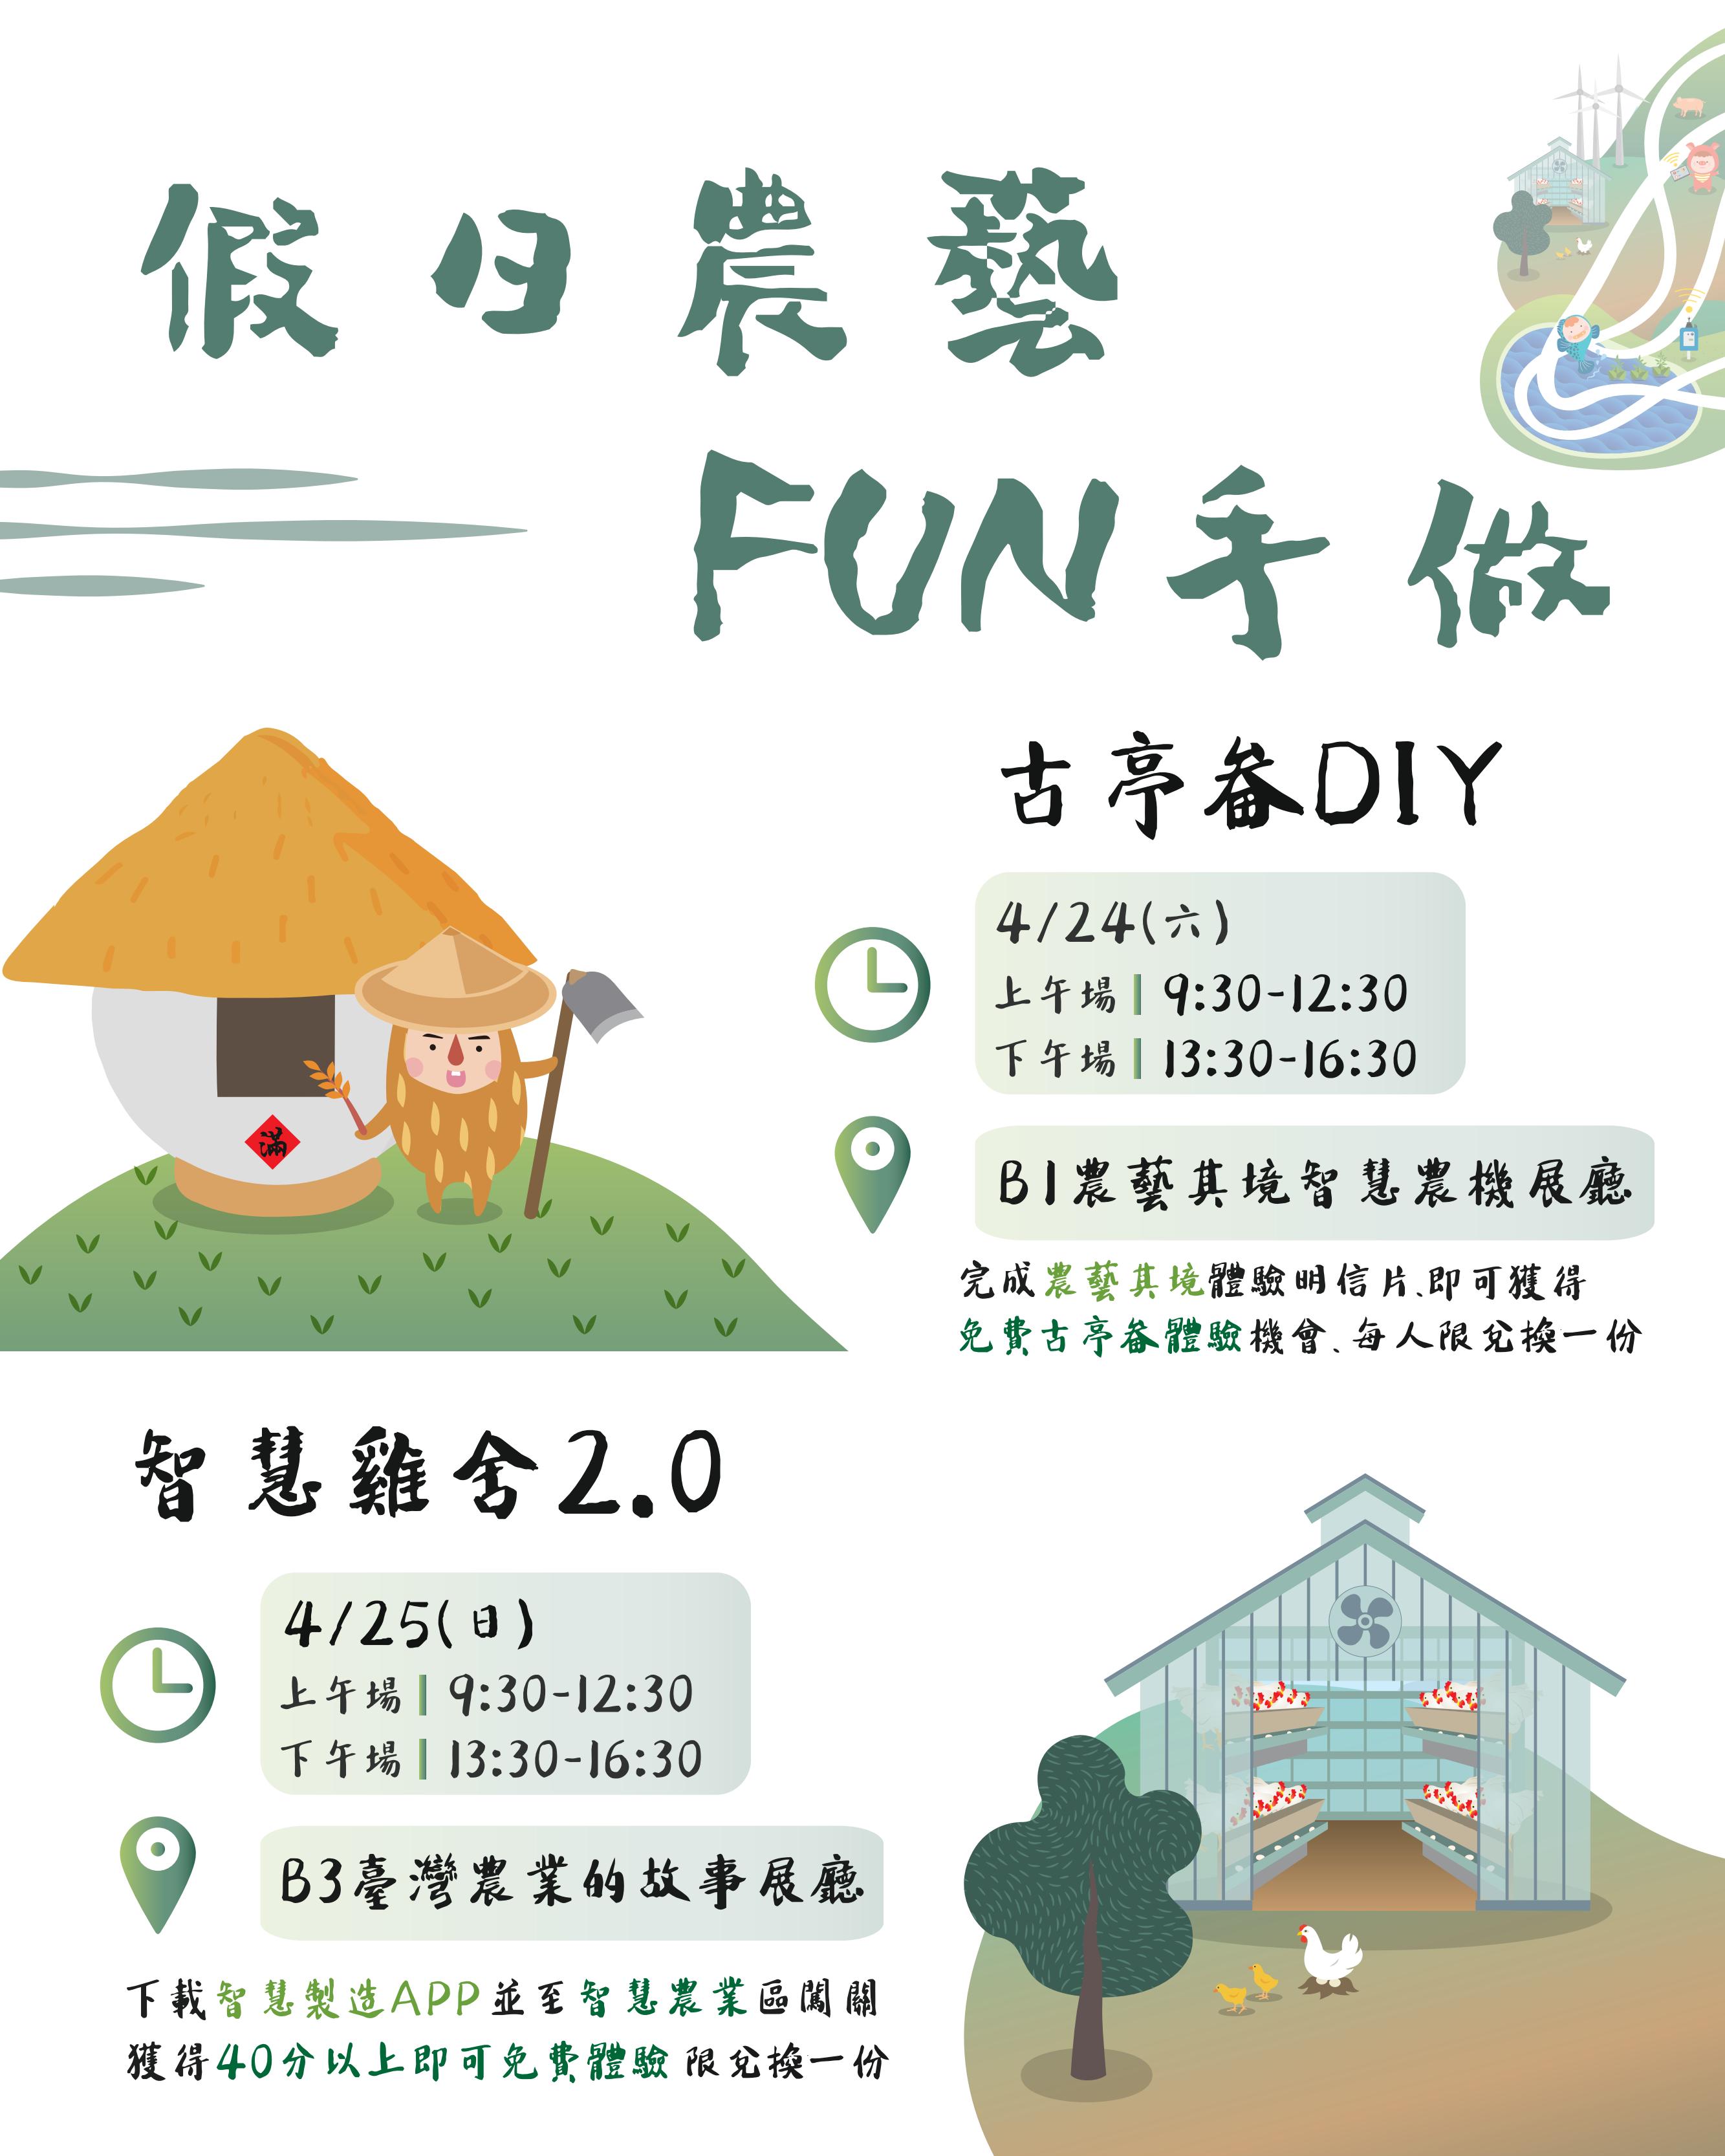 假日農藝
FUN手做
古亭畚DIY
4/24(六)
上午場 | 9:30-12:30
下午場 | 13:30-16:30
B1農藝其境智慧農機展廳
滿
完成農藝其境體驗明信片、即可獲得
免費古亭畚體驗機會、每人限兌換一份
智慧雞舍2.0
4/25(日)
上午場 | 9:30-12:30
下午場 | 13:30-16:30
B3臺灣農業的故事展廳
下載智慧製造APP並至智慧農業區闖關
獲得40分以上即可免費體驗 限兌換一份